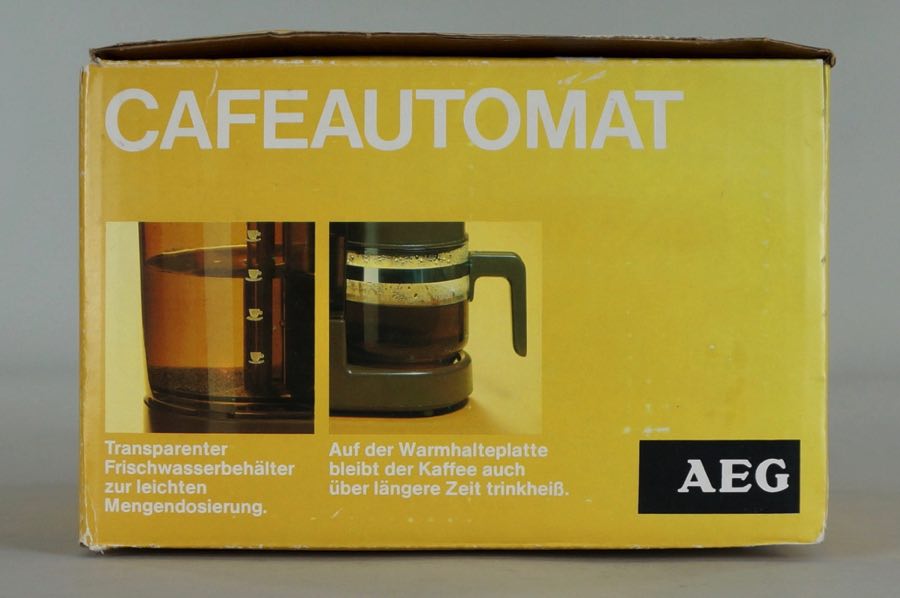 CAFEAUTOMAT
Transparenter
Frischwasserbehälter
zur leichten
Mengendosierung.
Auf der Warmhalteplatte
bleibt der Kaffee auch
über längere Zeit trinkheiß.
AEG